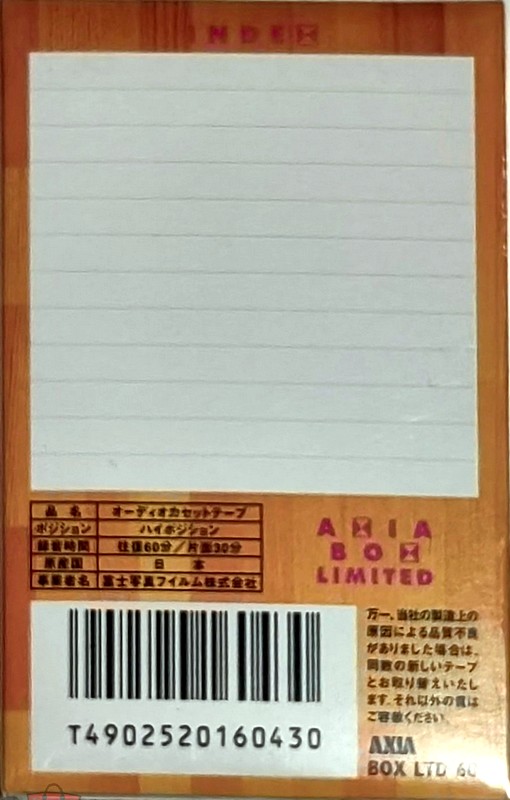 INDEX
品名 オーディオカセットテープ
ポジション ハイポジション
録音時間 往復60分／片面30分
原産国 日本
事業者名 富士写真フイルム株式会社
AXIA
BOX
LIMITED
T4902520160430
万一、当社の製造上の
原因による品質不良
がありました場合は、
同数の新しいテープ
とお取り替えいたし
ます。それ以外の責は
ご容赦ください。
AXIA
BOX LTD 60